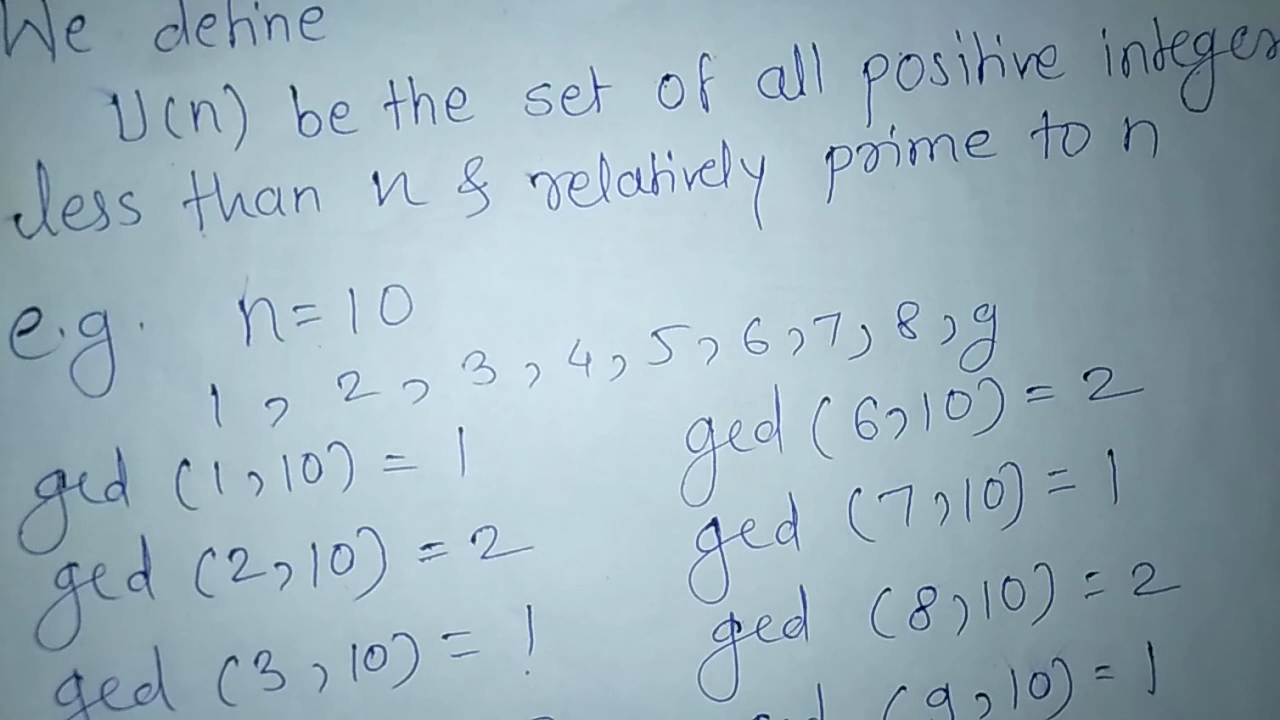 We define
U(n) be the set of all positive integer
less than n & relatively prime to n
e.g. n=10
1, 2, 3, 4, 5, 6, 7, 8, 9
gcd (1, 10) = 1
gcd (2, 10) = 2
gcd (3, 10) = 1
gcd (6, 10) = 2
gcd (7, 10) = 1
gcd (8, 10) = 2
(9, 10) = 1